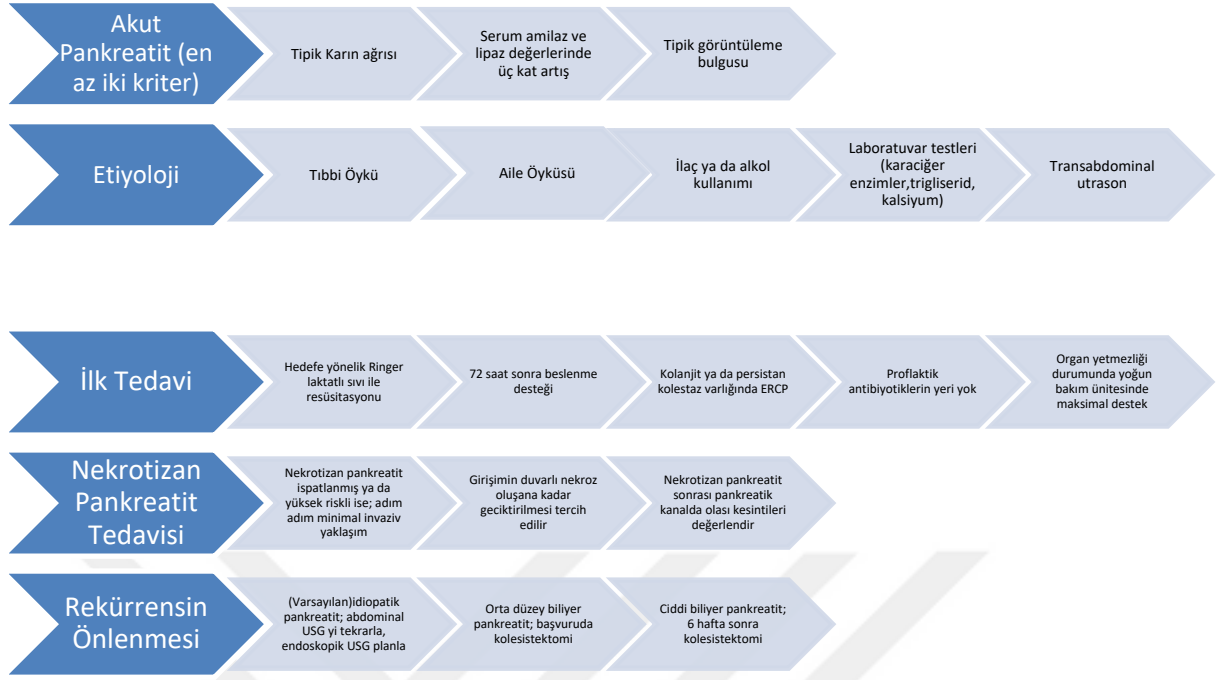 Akut
Pankreatit (en
az iki kriter)
Tipik Karın ağrısı
Serum amilaz ve
lipaz değerlerinde
üç kat artış
Tipik görüntüleme
bulgusu
Etiyoloji
Tıbbi Öykü
Aile Öyküsü
İlaç ya da alkol
kullanımı
Laboratuvar testleri
(karaciğer
enzimler,trigliserid,
kalsiyum)
Transabdominal
utrason
İlk Tedavi
Hedefe yönelik Ringer
laktatlı sıvı ile
resüsitasyonu
72 saat sonra beslenme
desteği
Kolanjit ya da persistan
kolestaz varlığında ERCP
Proflaktik
antibiyotiklerin yeri yok
Organ yetmezliği
durumunda yoğun
bakım ünitesinde
maksimal destek
Nekrotizan
Pankreatit
Tedavisi
Nekrotizan pankreatit
ispatlanmış ya da
yüksek riskli ise; adım
adım minimal invaziv
yaklaşım
Girişimin duvarlı nekroz
oluşana kadar
geciktirilmesi tercih
edilir
Nekrotizan pankreatit
sonrası pankreatik
kanalda olası kesintileri
değerlendir
Rekürrensin
Önlenmesi
(Varsayılan)idiopatik
pankreatit; abdominal
USG yi tekrarla,
endoskopik USG planla
Orta düzey biliyer
pankreatit; başvuruda
kolesistektomi
Ciddi biliyer pankreatit;
6 hafta sonra
kolesistektomi